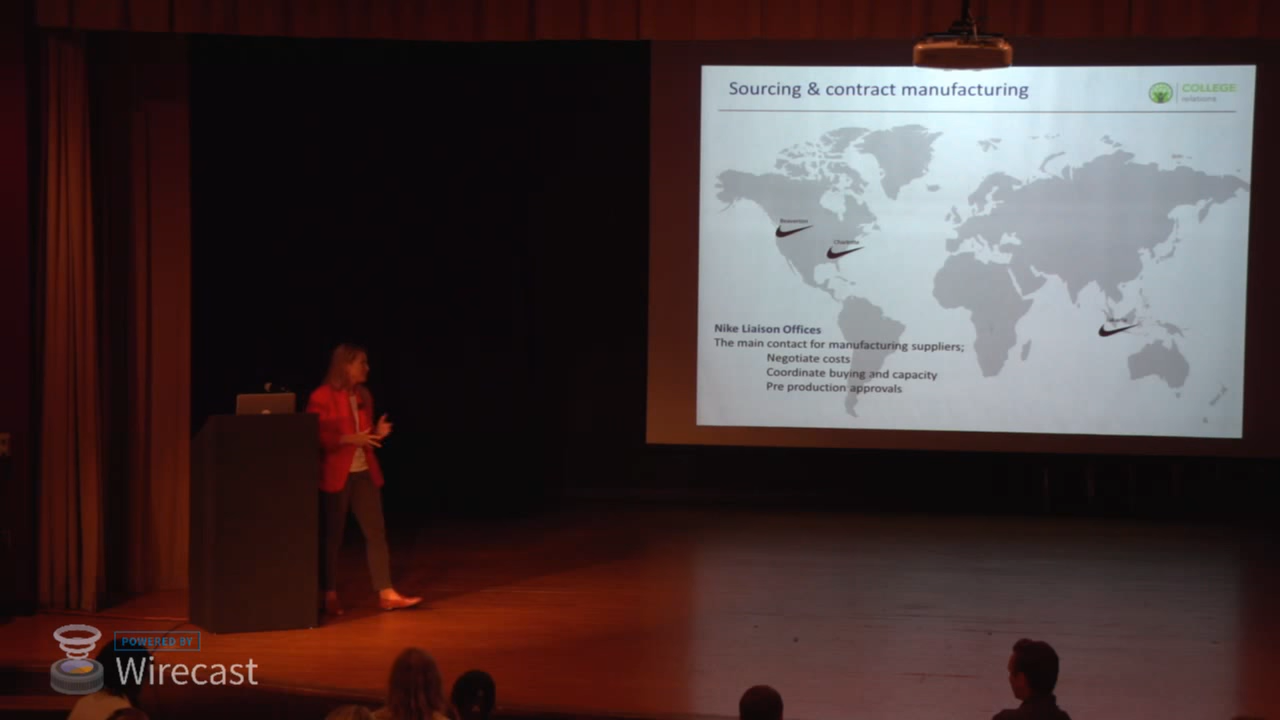 Sourcing & contract manufacturing
COLLEGE
relations
Beaverton
Charlotte
Nike Liaison Offices
The main contact for manufacturing suppliers;
Negotiate costs
Coordinate buying and capacity
Pre production approvals
POWERED BY
Wirecast